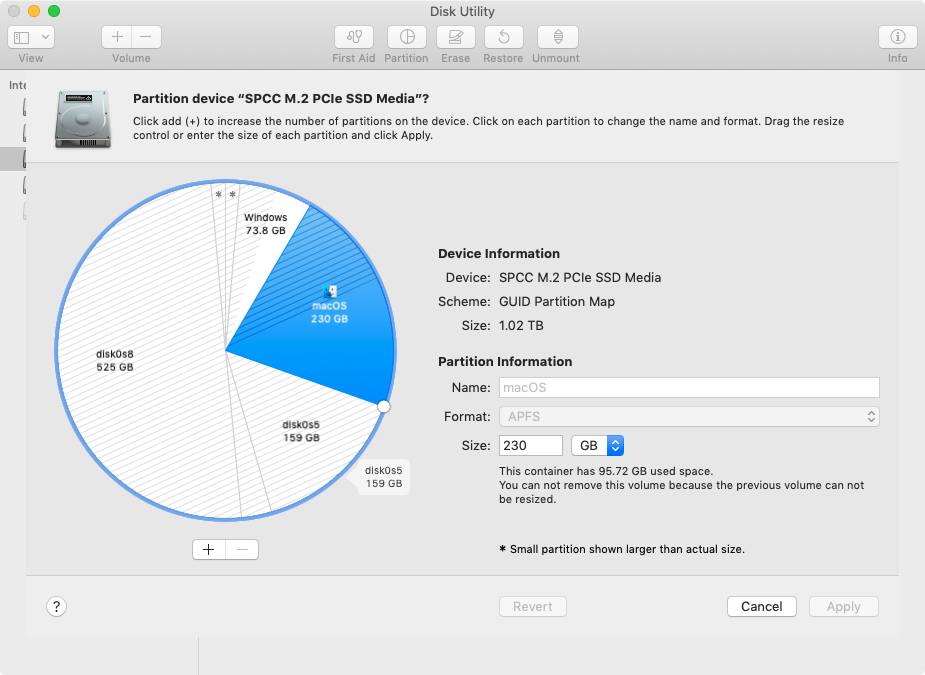 Disk Utility
View
Volume
First Aid
Partition
Erase
Restore
Unmount
Info
Inte
Partition device “SPCC M.2 PCIe SSD Media”?
Click add (+) to increase the number of partitions on the device. Click on each partition to change the name and format. Drag the resize
control or enter the size of each partition and click Apply.
* *
Windows
73.8 GB
macOS
230 GB
disk0s8
525 GB
disk0s5
159 GB
disk0s5
159 GB
Device Information
Device: SPCC M.2 PCIe SSD Media
Scheme: GUID Partition Map
Size: 1.02 TB
Partition Information
Name: macOS
Format: APFS
Size: 230 GB
This container has 95.72 GB used space.
You can not remove this volume because the previous volume can not
be resized.
* Small partition shown larger than actual size.
?
Revert
Cancel
Apply